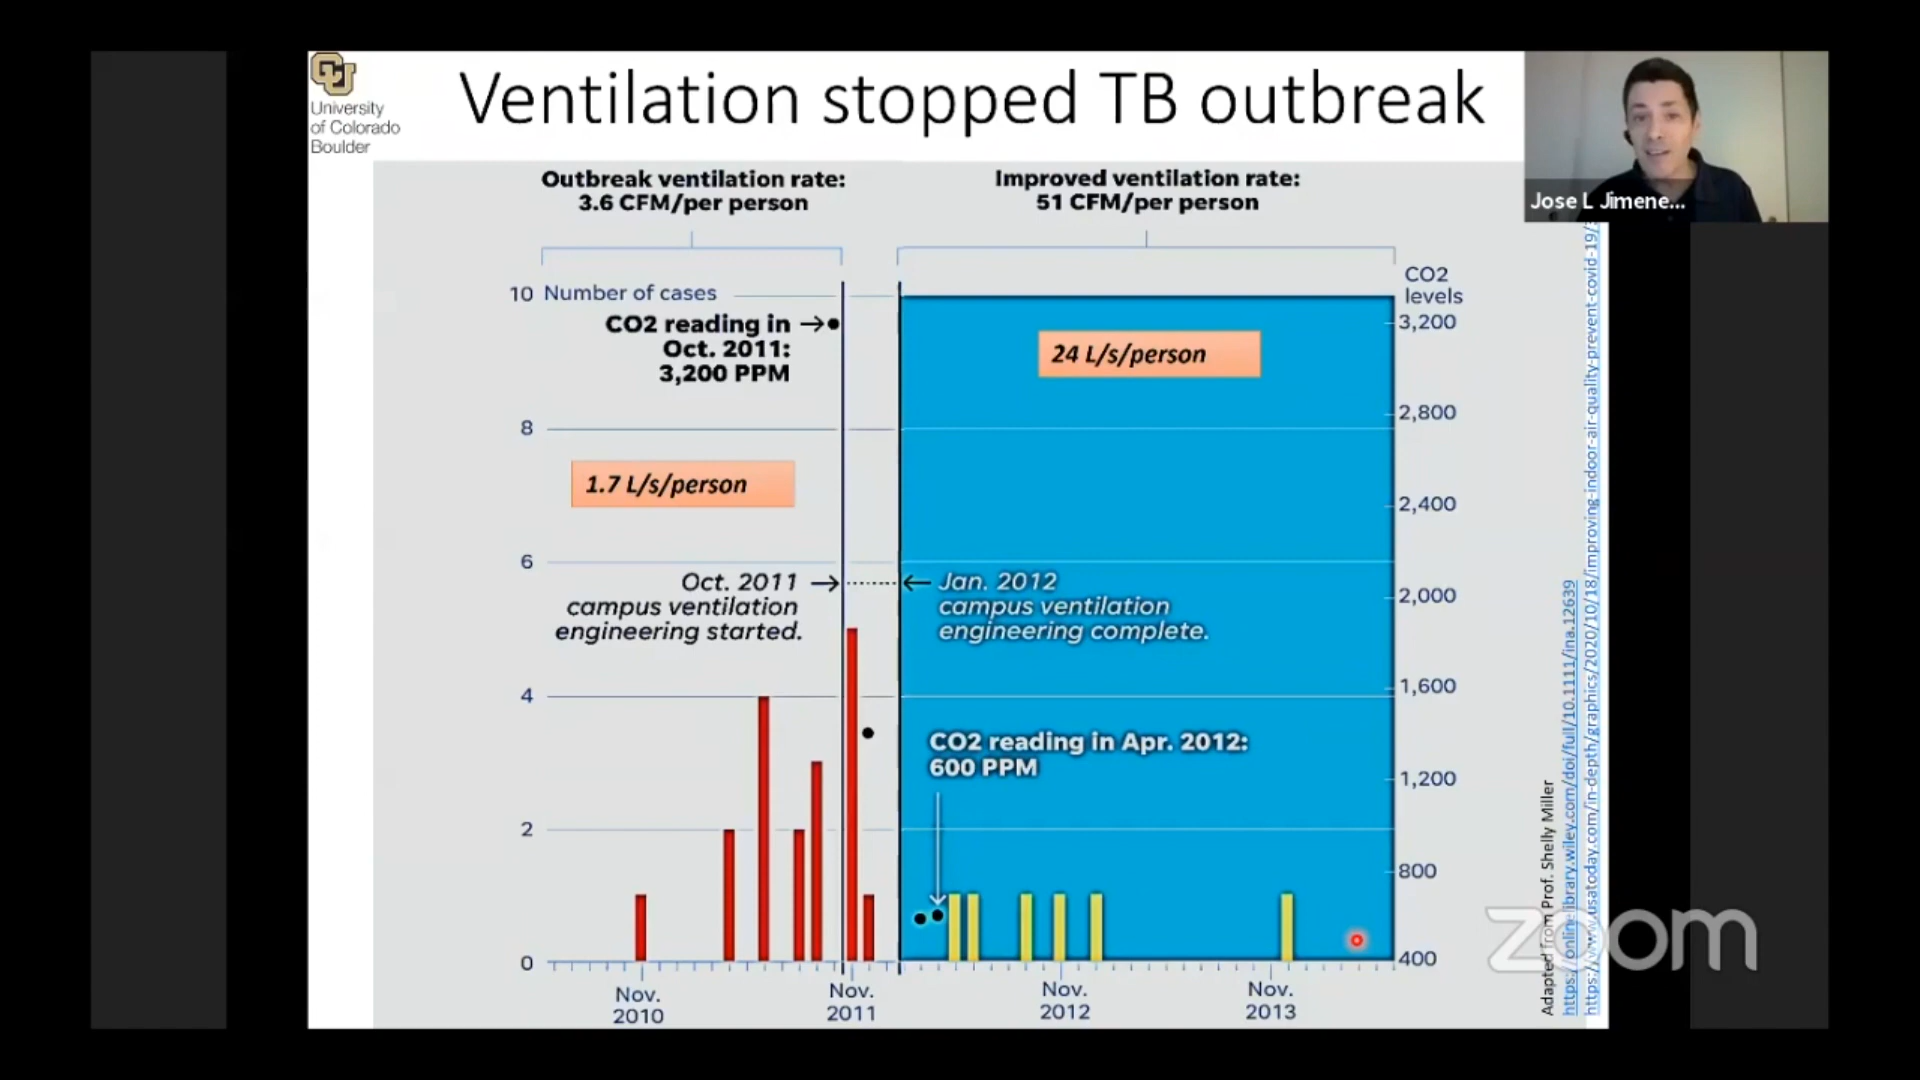 University
of Colorado
Boulder
Ventilation stopped TB outbreak
Jose L Jimene...
Outbreak ventilation rate:
3.6 CFM/per person
Improved ventilation rate:
51 CFM/per person
10 Number of cases
CO2
levels
CO2 reading in
Oct. 2011:
3,200 PPM
3,200
24 L/s/person
2,800
8
1.7 L/s/person
2,400
6
Oct. 2011
campus ventilation
engineering started.
Jan. 2012
campus ventilation
engineering complete.
2,000
4
1,600
CO2 reading in Apr. 2012:
600 PPM
1,200
2
800
0
400
Nov.
2010
Nov.
2011
Nov.
2012
Nov.
2013
Adapted from Prof. Shelly Miller
https://onlinelibrary.wiley.com/doi/full/10.1111/ina.12639
https://www.usatoday.com/in-depth/graphics/2020/10/18/improving-indoor-air-quality-prevent-covid-19/
zoom